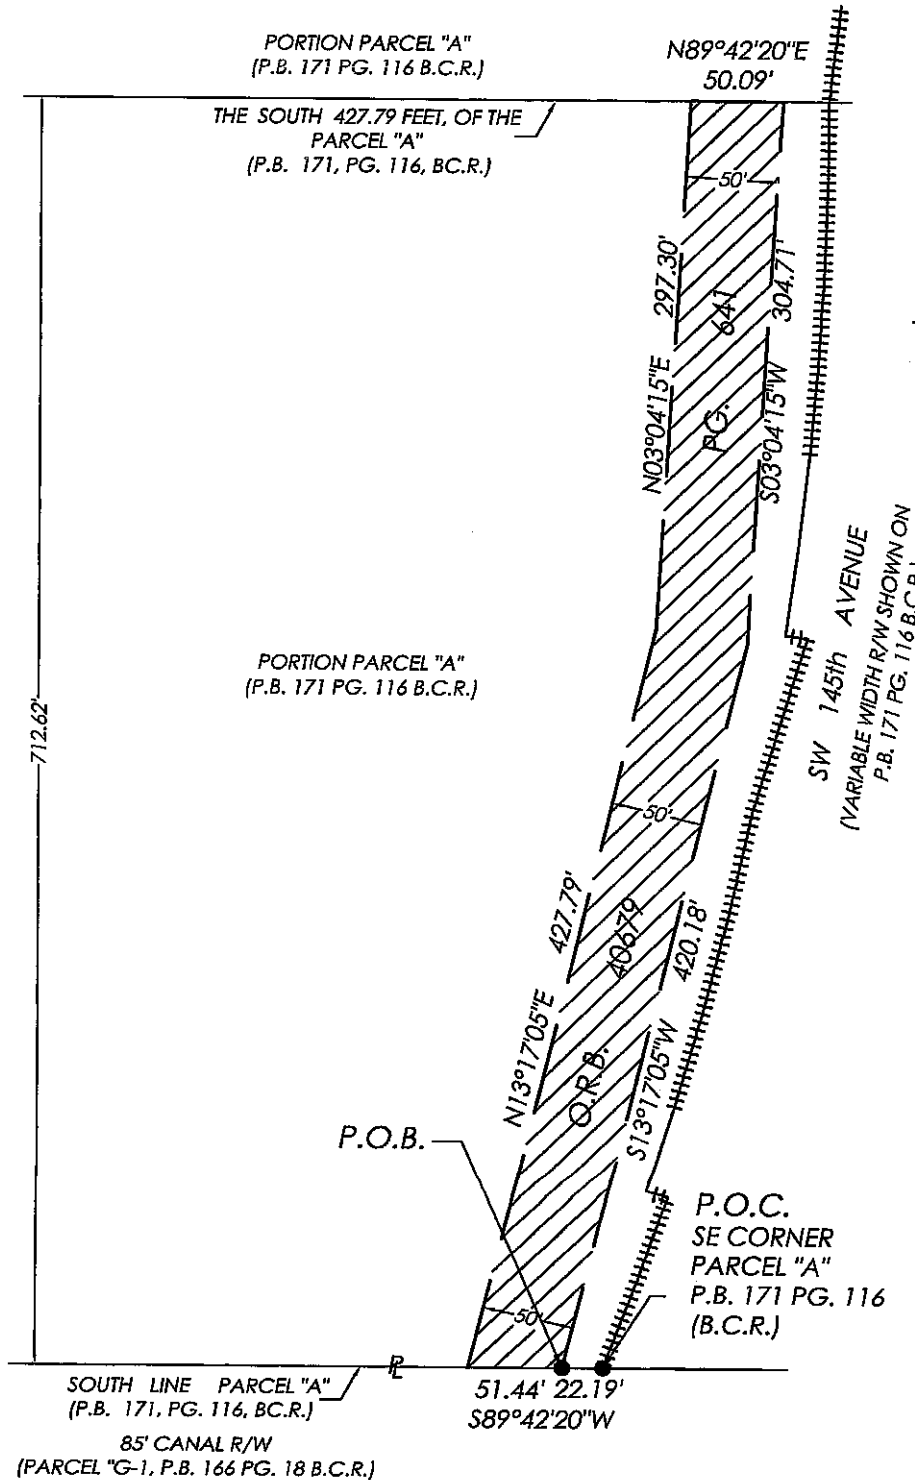 PORTION PARCEL "A"
(P.B. 171 PG. 116 B.C.R.)
N89°42'20"E
50.09'
THE SOUTH 427.79 FEET, OF THE
PARCEL "A"
(P.B. 171, PG. 116, BC.R.)
50'
297.30'
N03°04'15"E
641
PG.
304.71'
S03°04'15"W
SW 145th AVENUE
(VARIABLE WIDTH R/W SHOWN ON
P.B. 171 PG. 116 B.C.R.)
PORTION PARCEL "A"
(P.B. 171 PG. 116 B.C.R.)
712.62'
50'
427.79'
N13°17'05"E
40679
O.R.B.
420.18'
S13°17'05"W
P.O.B.
P.O.C.
SE CORNER
PARCEL "A"
P.B. 171 PG. 116
(B.C.R.)
50'
PL
SOUTH LINE PARCEL "A"
(P.B. 171, PG. 116, BC.R.)
51.44' 22.19'
S89°42'20"W
85' CANAL R/W
(PARCEL "G-1, P.B. 166 PG. 18 B.C.R.)